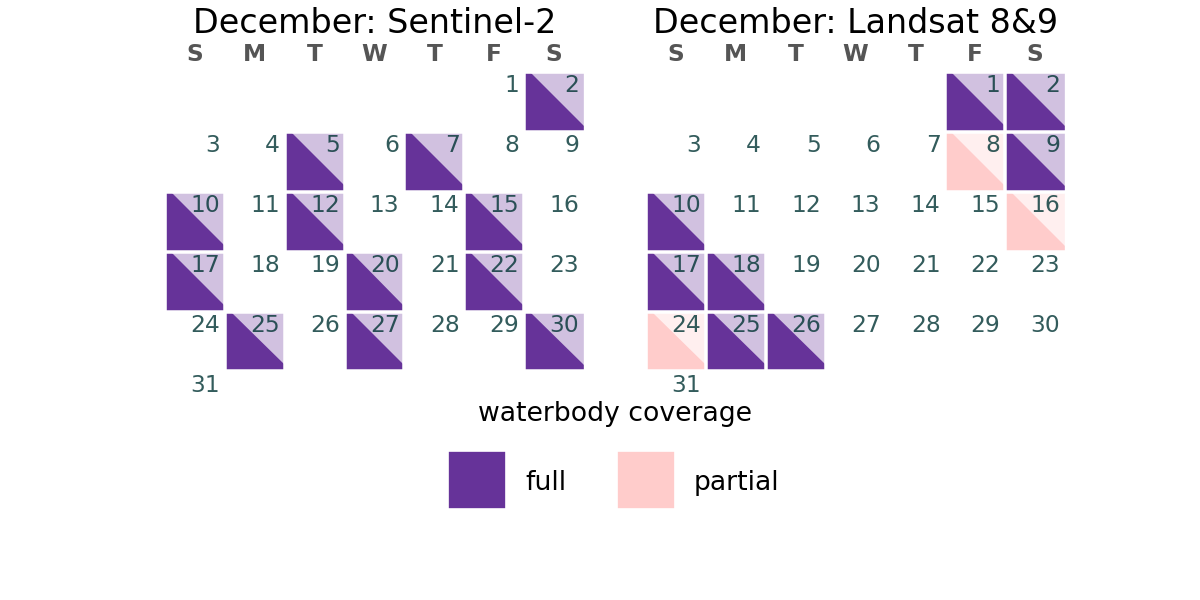 December: Sentinel-2
S M T W T F S
1 2
3 4 5 6 7 8 9
10 11 12 13 14 15 16
17 18 19 20 21 22 23
24 25 26 27 28 29 30
31
December: Landsat 8&9
S M T W T F S
1 2
3 4 5 6 7 8 9
10 11 12 13 14 15 16
17 18 19 20 21 22 23
24 25 26 27 28 29 30
31
waterbody coverage
full
partial